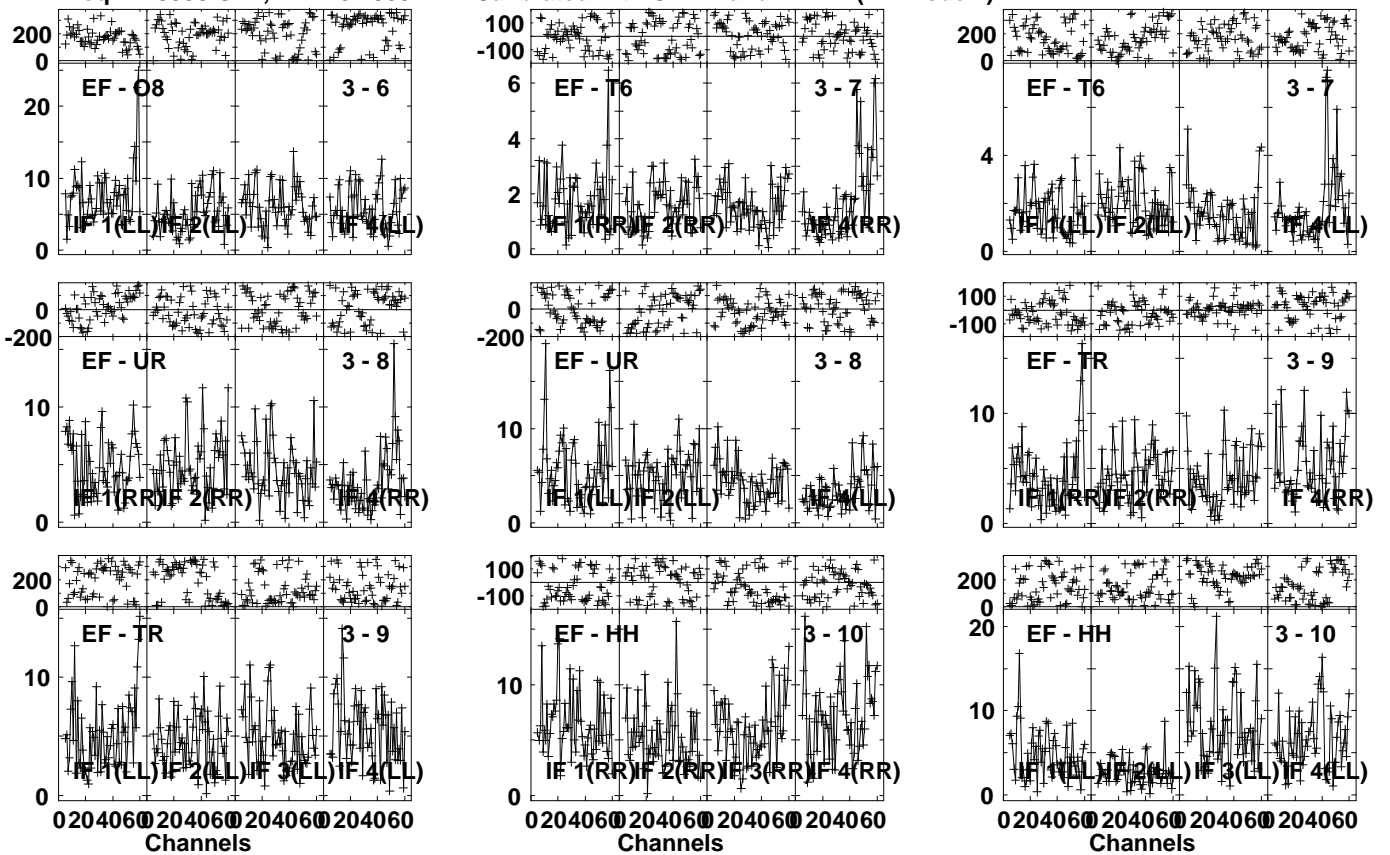 200 0 100 -100 200 0
EF - O8 3 - 6 EF - T6 3 - 7 EF - T6 3 - 7
20 10 0 6 4 2 0 4 0
IF 1(LL) IF 2(LL) IF 4(LL) IF 1(RR) IF 2(RR) IF 4(RR) IF 1(LL) IF 2(LL) IF 4(LL)
0 -200 0 -200 100 -100
EF - UR 3 - 8 EF - UR 3 - 8 EF - TR 3 - 9
10 0 10 0 10 0
IF 1(RR) IF 2(RR) IF 4(RR) IF 1(LL) IF 2(LL) IF 4(LL) IF 1(RR) IF 2(RR) IF 4(RR)
200 0 100 -100 200 0
EF - TR 3 - 9 EF - HH 3 - 10 EF - HH 3 - 10
10 0 10 0 20 10 0
IF 1(LL) IF 2(LL) IF 3(LL) IF 4(LL) IF 1(RR) IF 2(RR) IF 3(RR) IF 4(RR) IF 1(LL) IF 2(LL) IF 3(LL) IF 4(LL)
0 20 40 60 0 20 40 60 0 20 40 60 0 20 40 60 0 20 40 60 0 20 40 60 0 20 40 60 0 20 40 60 0 20 40 60 0 20 40 60 0 20 40 60 0 20 40 60
Channels Channels Channels